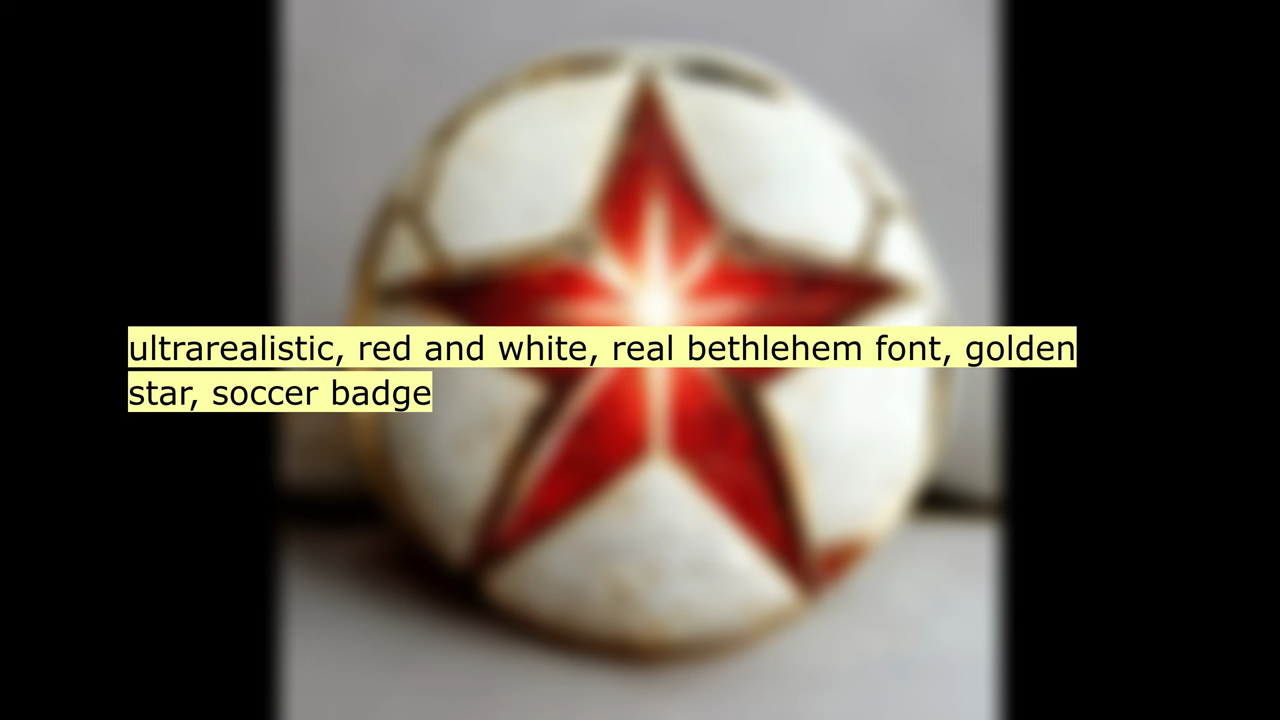 ultrarealistic, red and white, real bethlehem font, golden
star, soccer badge